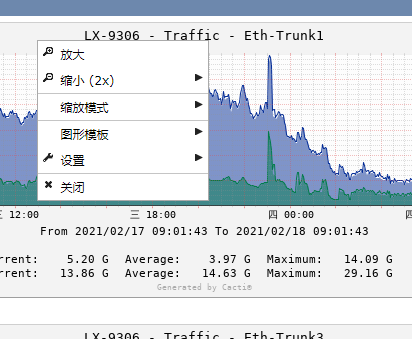 LX-9306 - Traffic - Eth-Trunk1
放大
缩小 (2x)
缩放模式
图形模板
设置
关闭
三 12:00 三 18:00 四 00:00 四
From 2021/02/17 09:01:43 To 2021/02/18 09:01:43
rrent: 5.20 G Average: 3.97 G Maximum: 14.09 G
rrent: 13.86 G Average: 14.63 G Maximum: 29.16 G
Generated by Cacti®
LX-9306 - Traffic - Eth-Trunk3